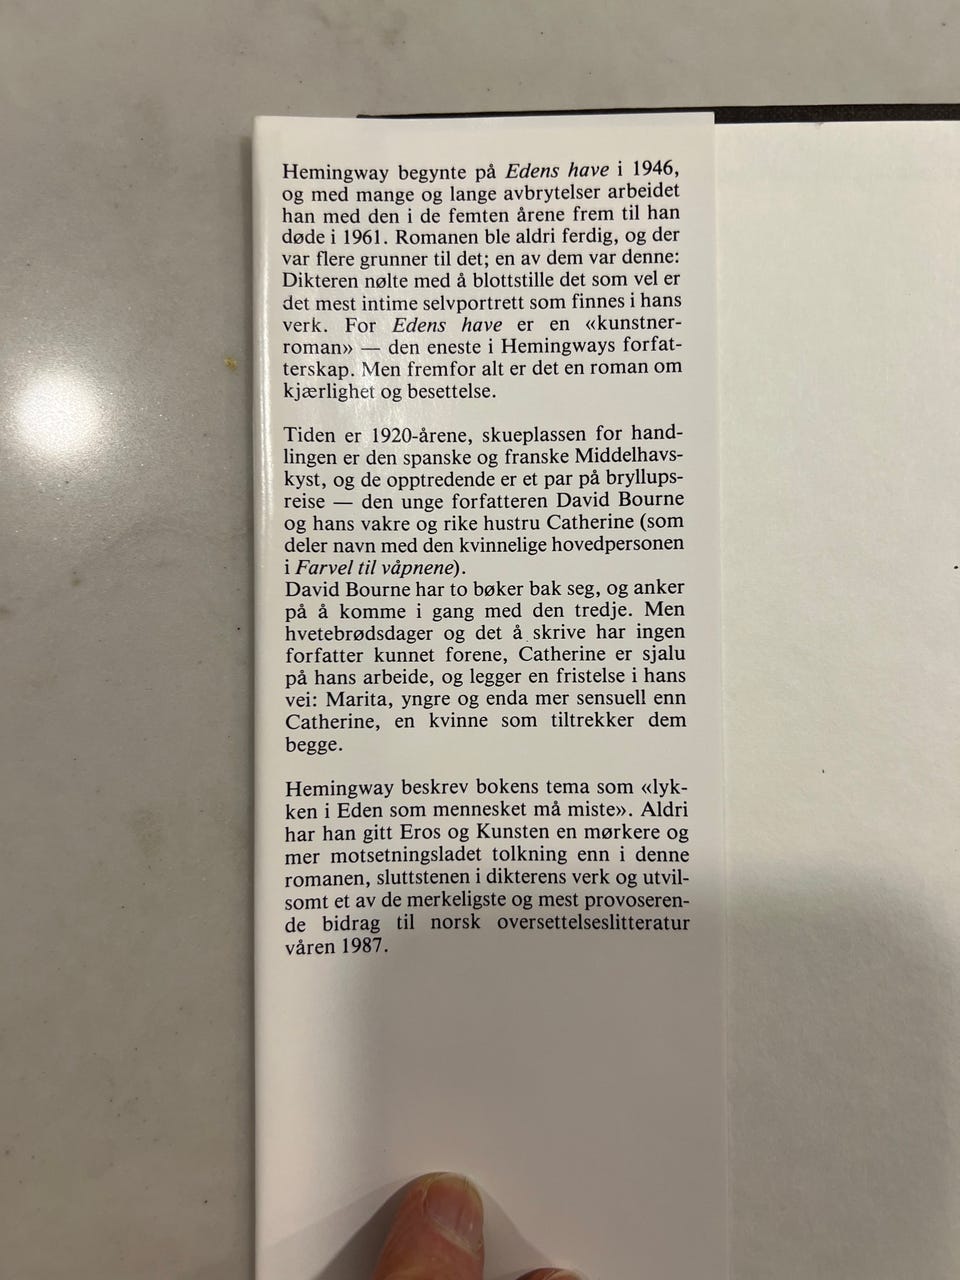 Hemingway begynte på Edens have i 1946,
og med mange og lange avbrytelser arbeidet
han med den i de femten årene frem til han
døde i 1961. Romanen ble aldri ferdig, og der
var flere grunner til det; en av dem var denne:
Dikteren nølte med å blottstille det som vel er
det mest intime selvportrett som finnes i hans
verk. For Edens have er en «kunstner-
roman» — den eneste i Hemingways forfat-
terskap. Men fremfor alt er det en roman om
kjærlighet og besettelse.
Tiden er 1920-årene, skueplassen for hand-
lingen er den spanske og franske Middelhavs-
kyst, og de opptredende er et par på bryllups-
reise — den unge forfatteren David Bourne
og hans vakre og rike hustru Catherine (som
deler navn med den kvinnelige hovedpersonen
i Farvel til våpnene).
David Bourne har to bøker bak seg, og anker
på å komme i gang med den tredje. Men
hvetebrødsdager og det å skrive har ingen
forfatter kunnet forene, Catherine er sjalu
på hans arbeide, og legger en fristelse i hans
vei: Marita, yngre og enda mer sensuell enn
Catherine, en kvinne som tiltrekker dem
begge.
Hemingway beskrev bokens tema som «lyk-
ken i Eden som mennesket må miste». Aldri
har han gitt Eros og Kunsten en mørkere og
mer motsetningsladet tolkning enn i denne
romanen, sluttstenen i dikterens verk og utvil-
somt et av de merkeligste og mest provoseren-
de bidrag til norsk oversettelseslitteratur
våren 1987.